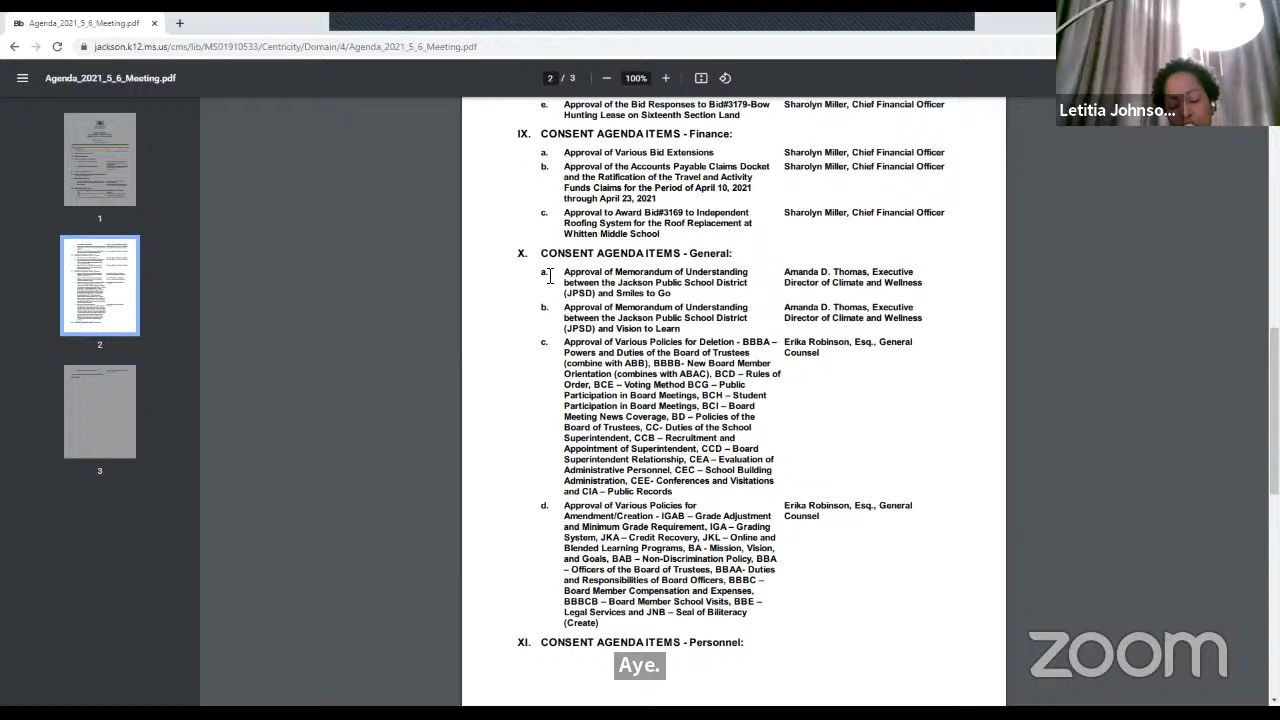 Bb Agenda_2021_5_6_Meeting.pdf
jackson.k12.ms.us/cms/lib/MS01910533/Centricity/Domain/4/Agenda_2021_5_6_Meeting.pdf
Agenda_2021_5_6_Meeting.pdf
2 / 3
100%
Letitia Johnso...
1
2
3
e. Approval of the Bid Responses to Bid#3179-Bow Sharolyn Miller, Chief Financial Officer
Hunting Lease on Sixteenth Section Land
IX. CONSENT AGENDA ITEMS - Finance:
a. Approval of Various Bid Extensions Sharolyn Miller, Chief Financial Officer
b. Approval of the Accounts Payable Claims Docket Sharolyn Miller, Chief Financial Officer
and the Ratification of the Travel and Activity
Funds Claims for the Period of April 10, 2021
through April 23, 2021
c. Approval to Award Bid#3169 to Independent Sharolyn Miller, Chief Financial Officer
Roofing System for the Roof Replacement at
Whitten Middle School
X. CONSENT AGENDA ITEMS - General:
a. Approval of Memorandum of Understanding Amanda D. Thomas, Executive
between the Jackson Public School District Director of Climate and Wellness
(JPSD) and Smiles to Go
b. Approval of Memorandum of Understanding Amanda D. Thomas, Executive
between the Jackson Public School District Director of Climate and Wellness
(JPSD) and Vision to Learn
c. Approval of Various Policies for Deletion - BBBA – Erika Robinson, Esq., General
Powers and Duties of the Board of Trustees Counsel
(combine with ABB), BBBB- New Board Member
Orientation (combines with ABAC), BCD – Rules of
Order, BCE – Voting Method BCG – Public
Participation in Board Meetings, BCH – Student
Participation in Board Meetings, BCI – Board
Meeting News Coverage, BD – Policies of the
Board of Trustees, CC- Duties of the School
Superintendent, CCB – Recruitment and
Appointment of Superintendent, CCD – Board
Superintendent Relationship, CEA – Evaluation of
Administrative Personnel, CEC – School Building
Administration, CEE- Conferences and Visitations
and CIA – Public Records
d. Approval of Various Policies for Erika Robinson, Esq., General
Amendment/Creation - IGAB – Grade Adjustment Counsel
and Minimum Grade Requirement, IGA – Grading
System, JKA – Credit Recovery, JKL – Online and
Blended Learning Programs, BA - Mission, Vision,
and Goals, BAB – Non-Discrimination Policy, BBA
– Officers of the Board of Trustees, BBAA- Duties
and Responsibilities of Board Officers, BBBC –
Board Member Compensation and Expenses,
BBBCB – Board Member School Visits, BBE –
Legal Services and JNB – Seal of Biliteracy
(Create)
XI. CONSENT AGENDA ITEMS - Personnel:
Aye.
zoom